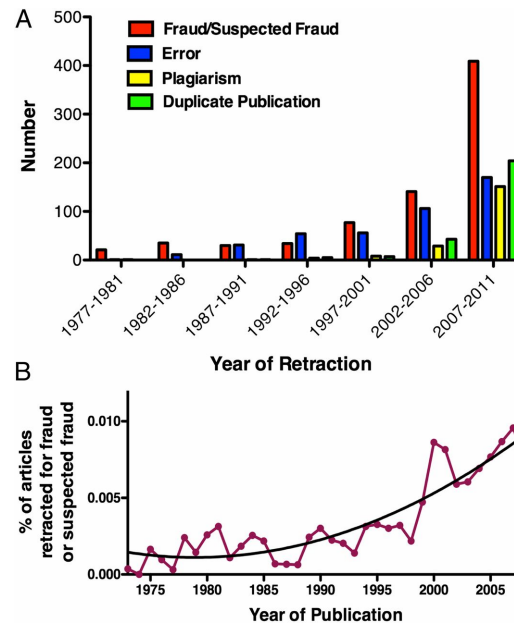 A
500
400
300
200
100
0
Number
Fraud/Suspected Fraud
Error
Plagiarism
Duplicate Publication
1977-1981
1982-1986
1987-1991
1992-1996
1997-2001
2002-2006
2007-2011
Year of Retraction
B
% of articles
retracted for fraud
or suspected fraud
0.010
0.005
0.000
1975
1980
1985
1990
1995
2000
2005
Year of Publication